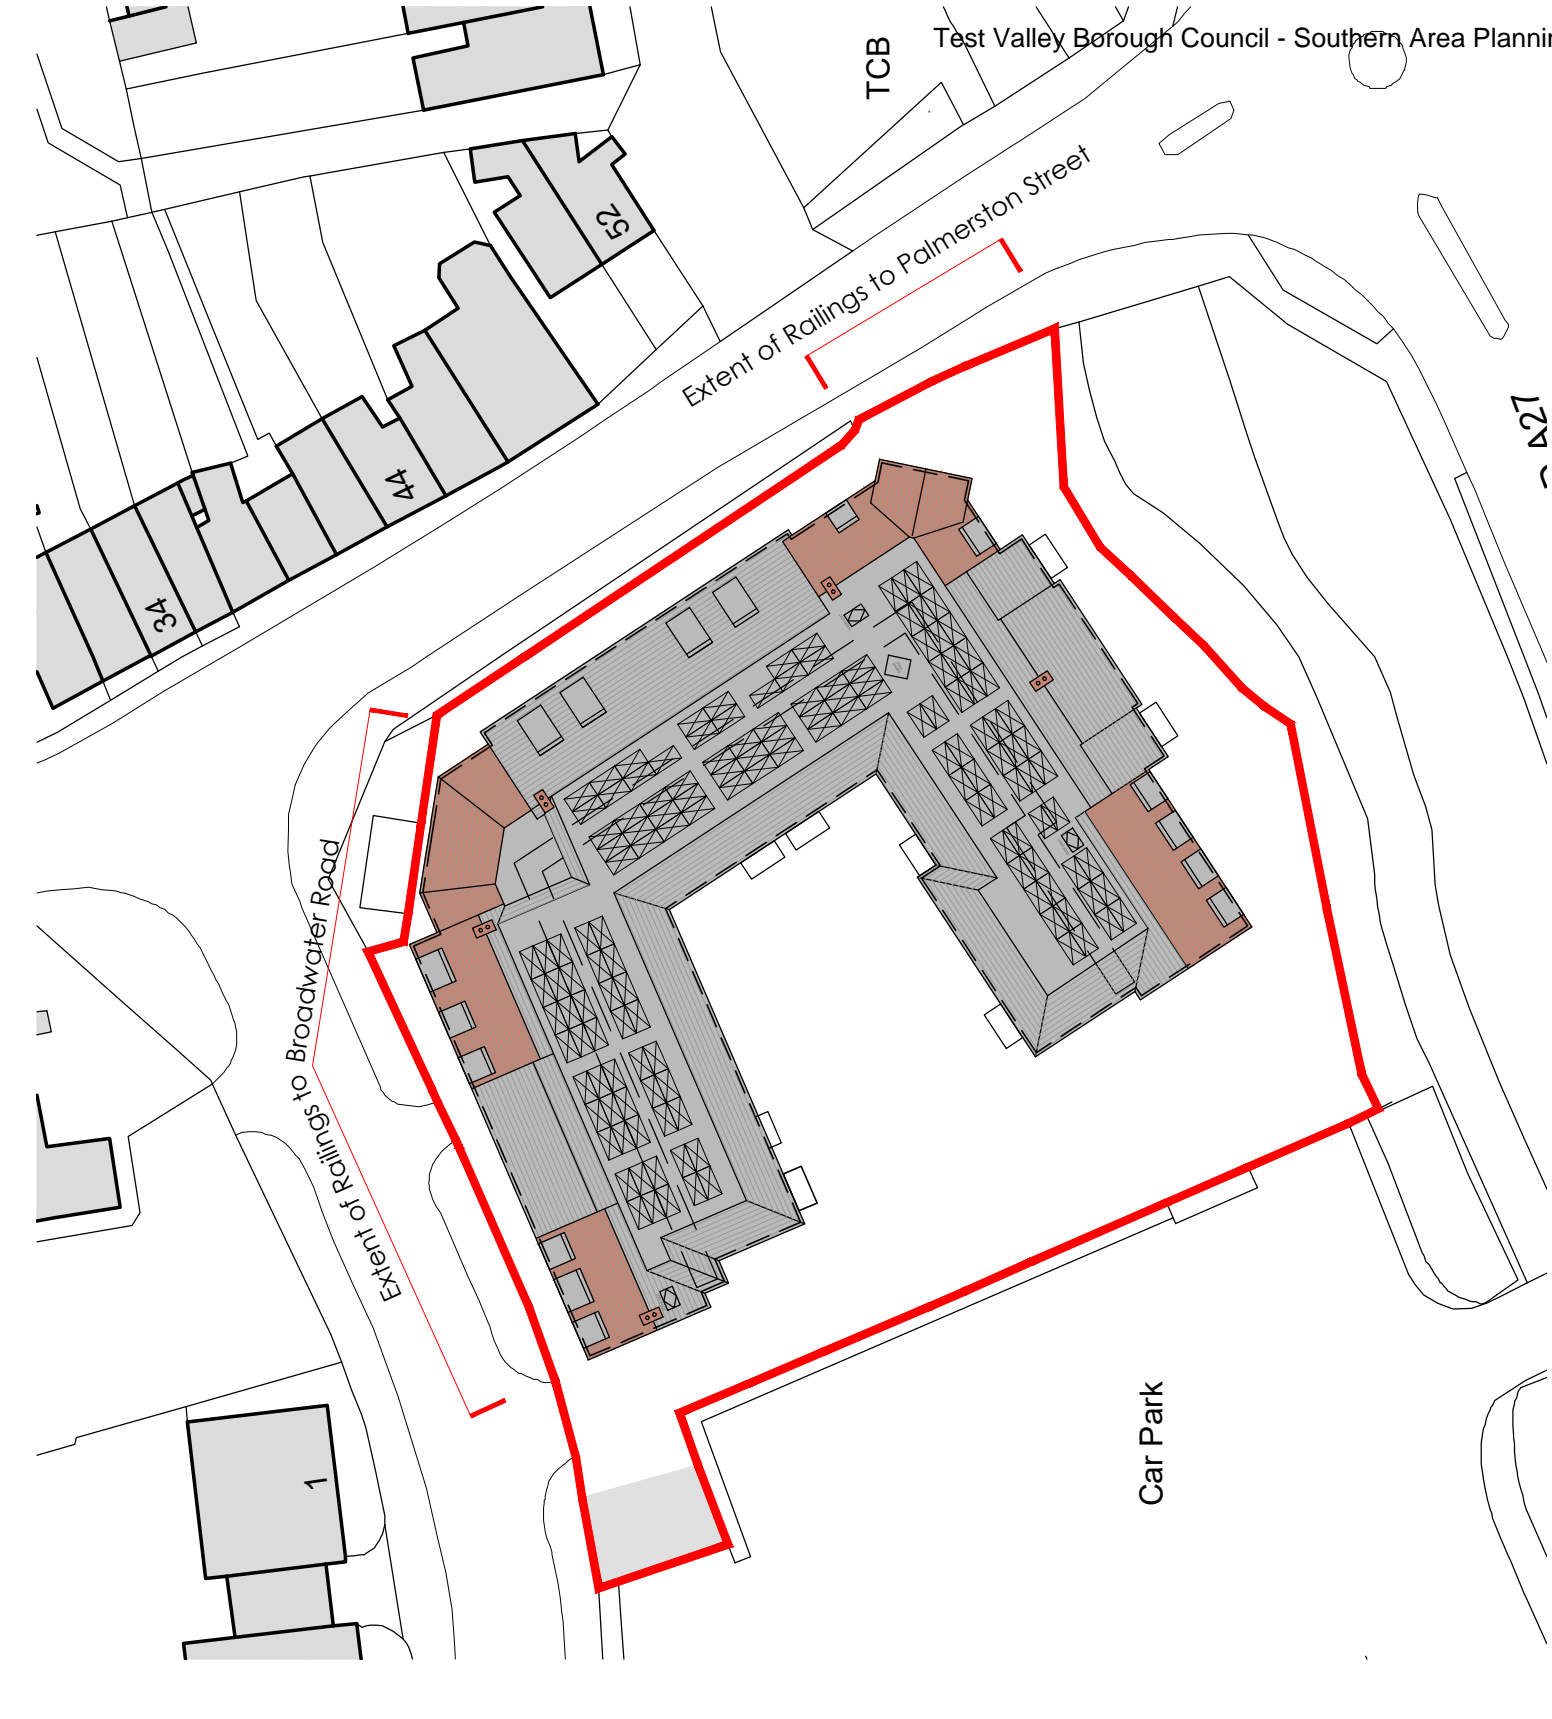 Test Valley Borough Council - Southern Area Plannin
TCB
52
Extent of Railings to Palmerston Street
A27
44
34
Extent of Railings to Broadwater Road
Car Park
1